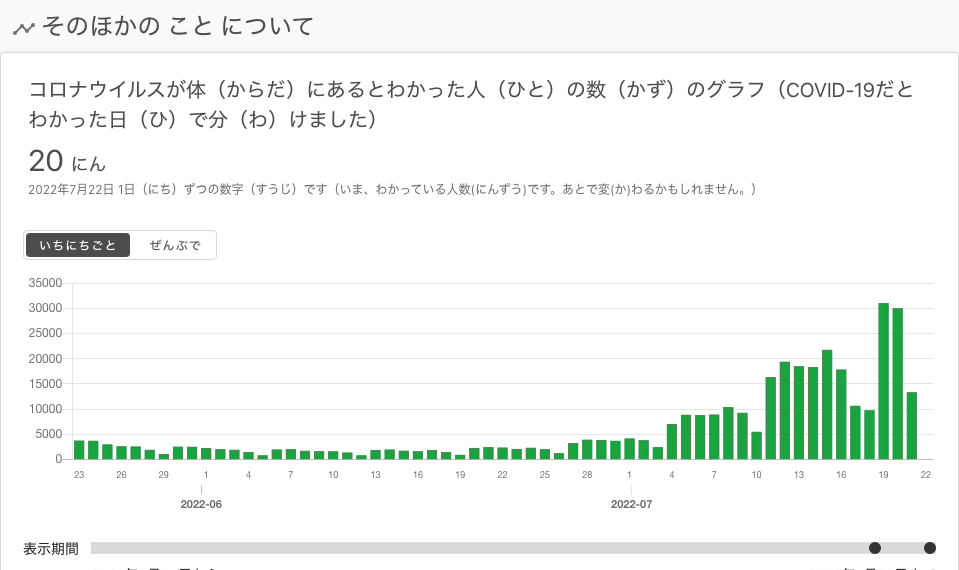 そのほかの こと について
コロナウイルスが体（からだ）にあるとわかった人（ひと）の数（かず）のグラフ（COVID-19だと
わかった日（ひ）で分（わ）けました）
20 にん
2022年7月22日 1日（にち）ずつの数字（すうじ）です（いま、わかっている人数(にんずう)です。あとで変(か)わるかもしれません。）
いちにちごと ぜんぶで
35000
30000
25000
20000
15000
10000
5000
0
23 26 29 1 4 7 10 13 16 19 22 25 28 1 4 7 10 13 16 19 22
2022-06 2022-07
表示期間